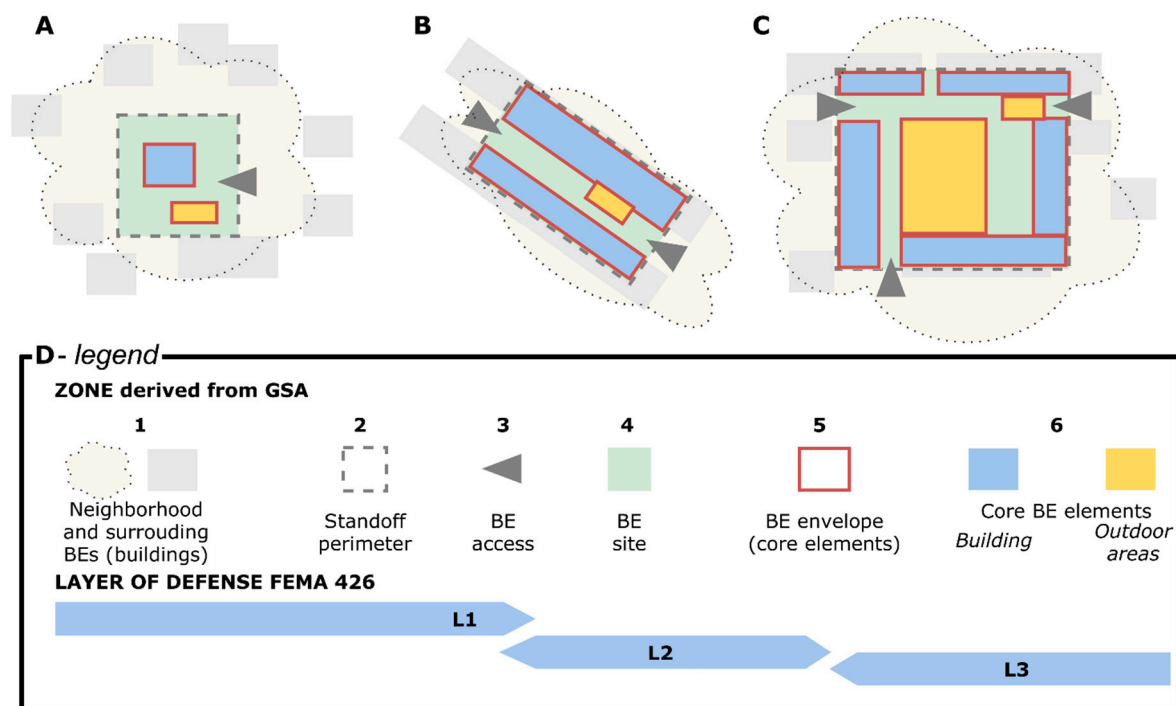 A
B
C
D - legend
ZONE derived from GSA
1
2
3
4
5
6
Neighborhood
and surrouding
BEs (buildings)
Standoff
perimeter
BE
access
BE
site
BE envelope
(core elements)
Core BE elements
Building
Outdoor
areas
LAYER OF DEFENSE FEMA 426
L1
L2
L3